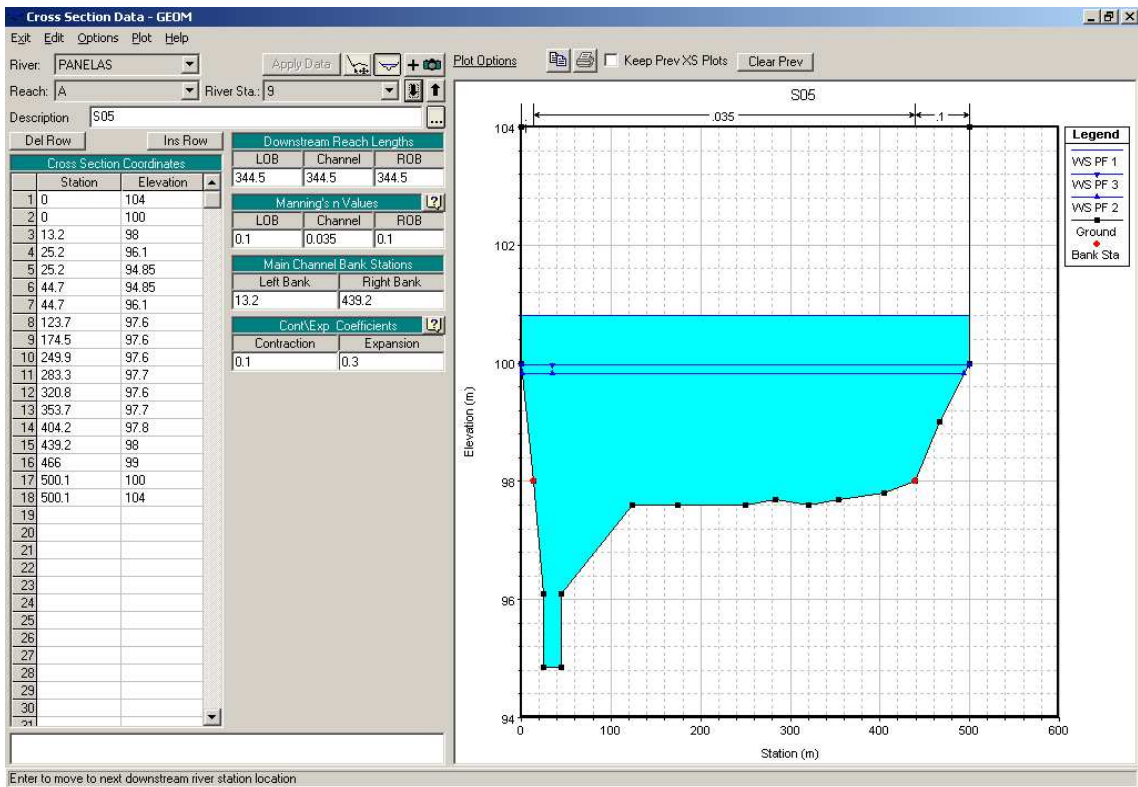 Cross Section Data - GEOM
Exit Edit Options Plot Help
River: PANELAS Apply Data
Plot Options Keep Prev XS Plots Clear Prev
Reach: A River Sta.: 9
Description S05 ...
Del Row Ins Row
Cross Section Coordinates
Station Elevation
1 0 104
2 0 100
3 13.2 98
4 25.2 96.1
5 25.2 94.85
6 44.7 94.85
7 44.7 96.1
8 123.7 97.6
9 174.5 97.6
10 249.9 97.6
11 283.3 97.7
12 320.8 97.6
13 353.7 97.7
14 404.2 97.8
15 439.2 98
16 466 99
17 500.1 100
18 500.1 104
19
20
21
22
23
24
25
26
27
28
29
30
31
Downstream Reach Lengths
LOB Channel ROB
344.5 344.5 344.5
Manning's n Values
LOB Channel ROB
0.1 0.035 0.1
Main Channel Bank Stations
Left Bank Right Bank
13.2 439.2
Cont\Exp Coefficients
Contraction Expansion
0.1 0.3
S05
.035 .1
104
102
100
98
96
94
Elevation (m)
0 100 200 300 400 500 600
Station (m)
Legend
WS PF 1
WS PF 3
WS PF 2
Ground
Bank Sta
Enter to move to next downstream river station location